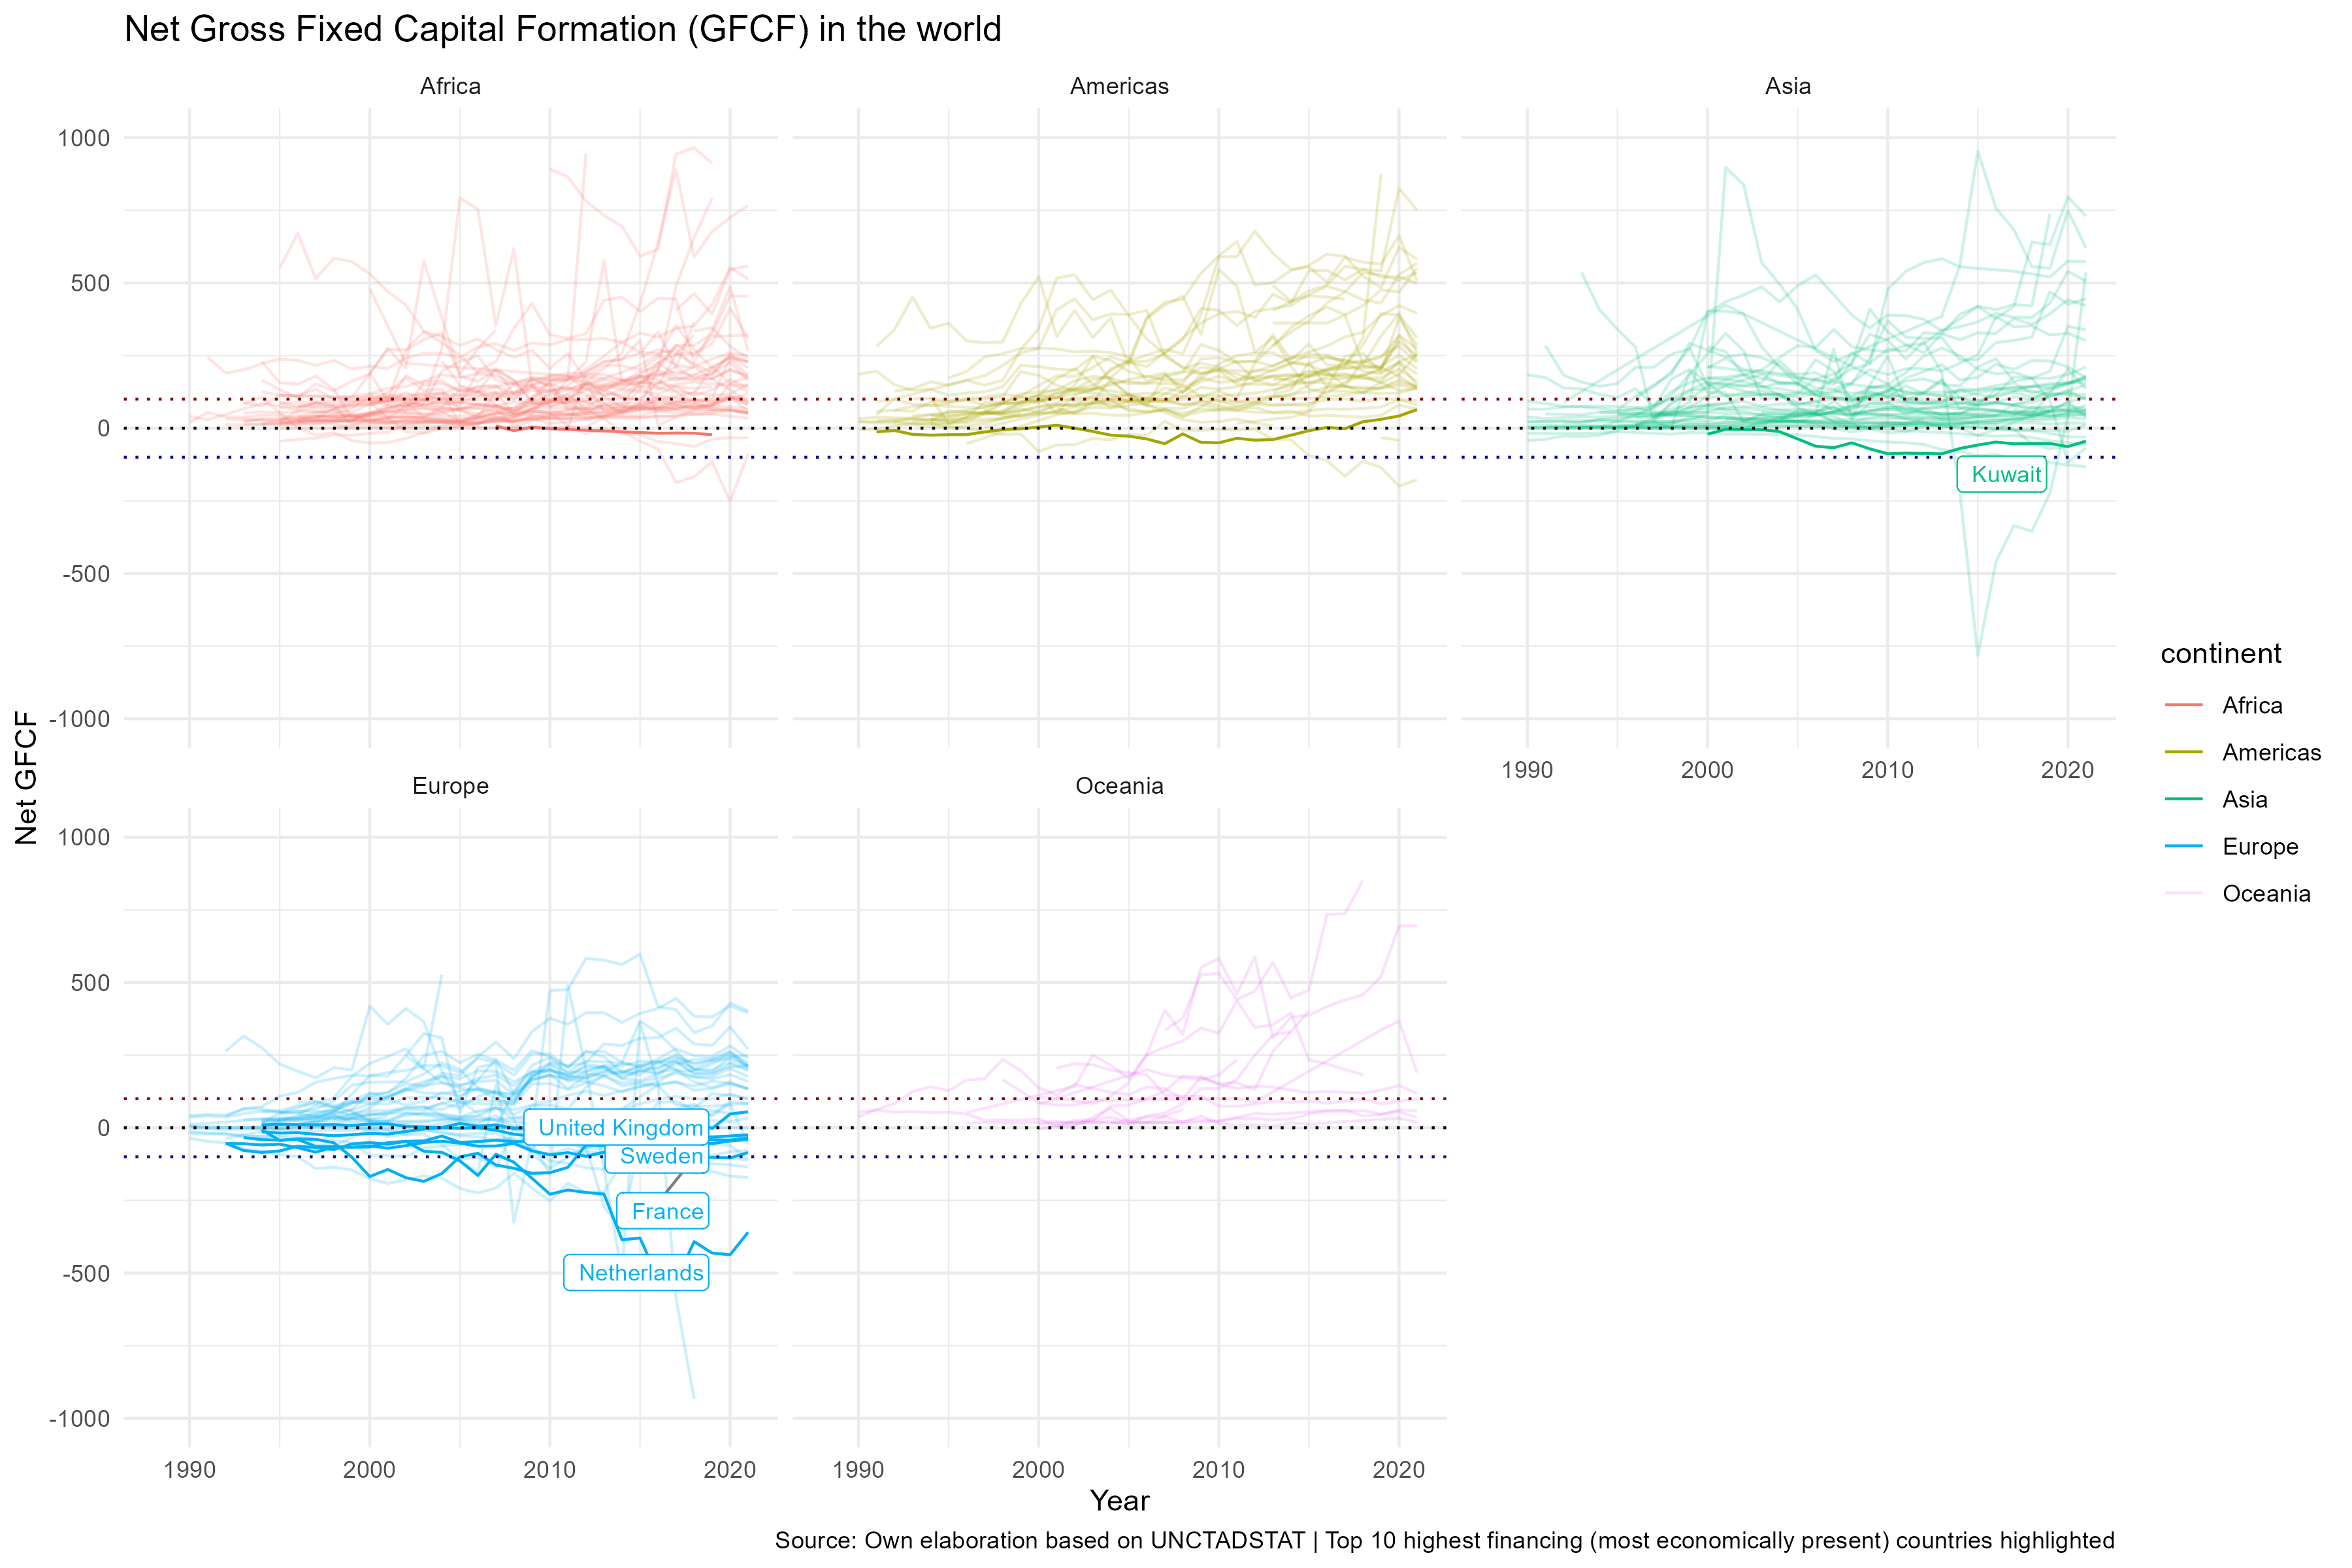 Net Gross Fixed Capital Formation (GFCF) in the world
Africa
Americas
Asia
1000
500
0
-500
-1000
Kuwait
1990
2000
2010
2020
Europe
Oceania
1000
500
0
-500
-1000
United Kingdom
Sweden
France
Netherlands
1990
2000
2010
2020
1990
2000
2010
2020
Net GFCF
Year
continent
Africa
Americas
Asia
Europe
Oceania
Source: Own elaboration based on UNCTADSTAT | Top 10 highest financing (most economically present) countries highlighted